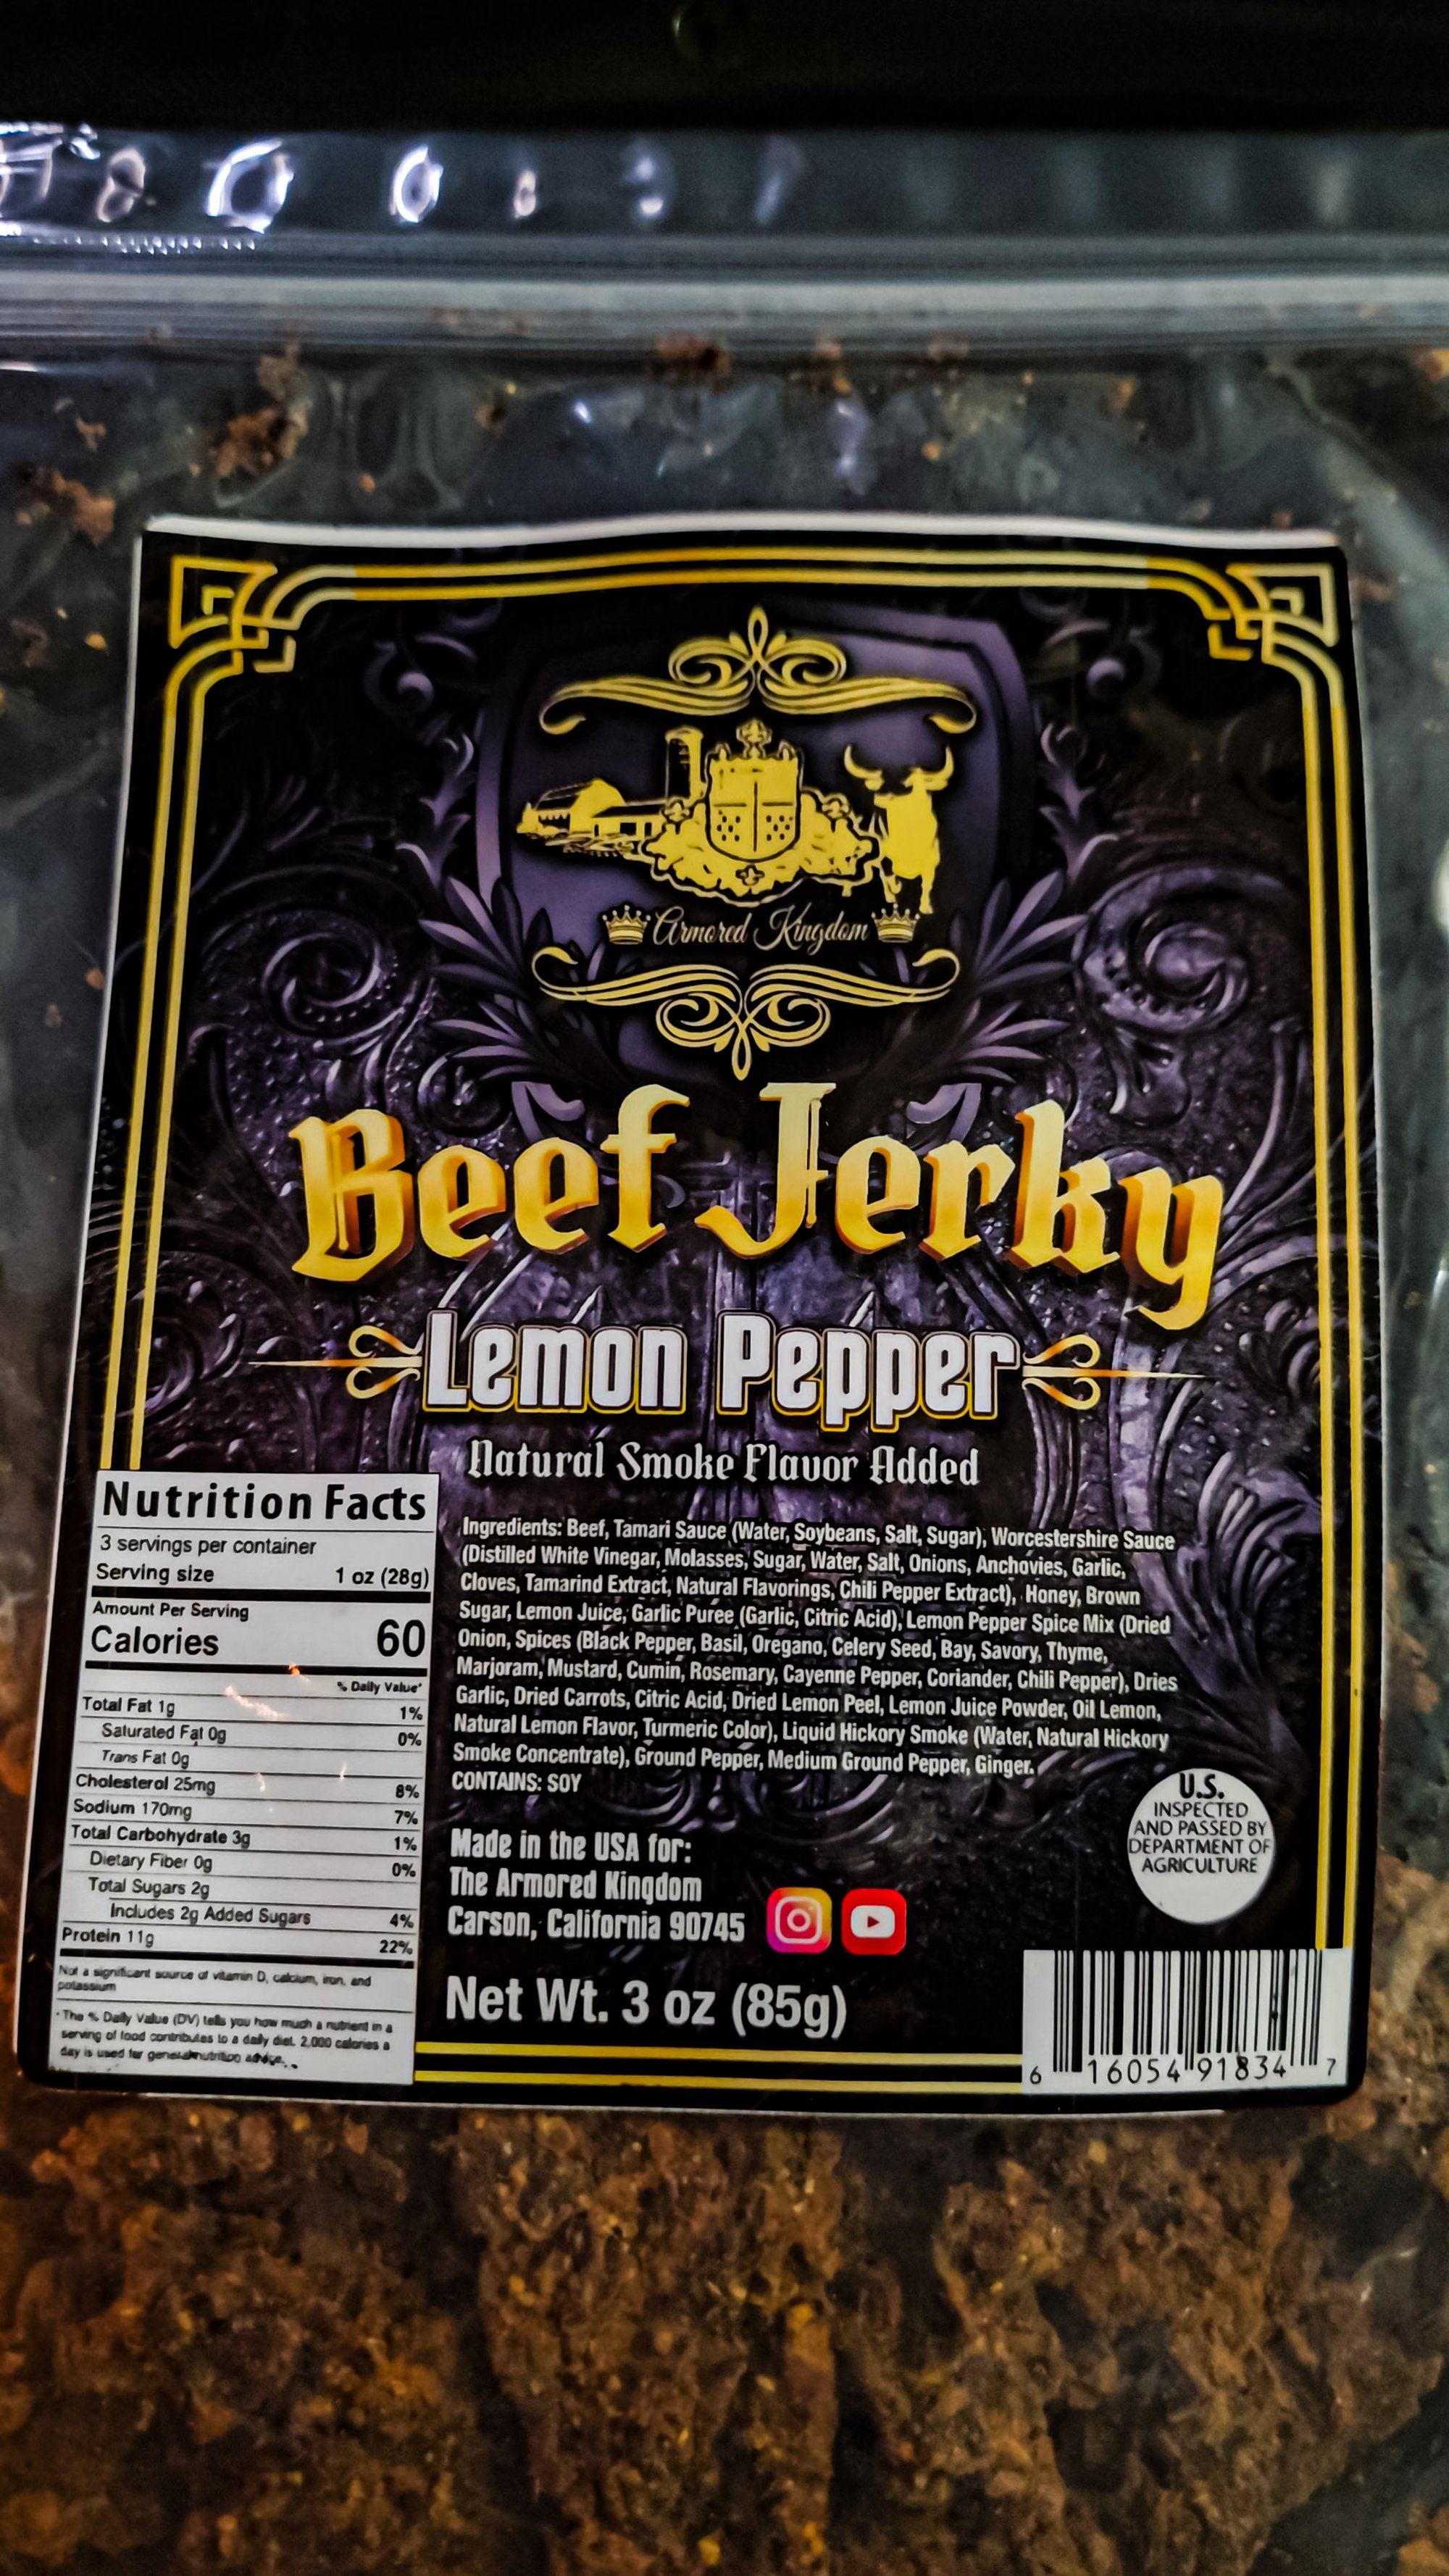 Armored Kingdom
Beef Jerky
Lemon Pepper
Natural Smoke Flavor Added
Nutrition Facts
3 servings per container
Serving size 1 oz (28g)
Amount Per Serving
Calories 60
% Daily Value*
Total Fat 1g 1%
Saturated Fat 0g 0%
Trans Fat 0g
Cholesterol 25mg 8%
Sodium 170mg 7%
Total Carbohydrate 3g 1%
Dietary Fiber 0g 0%
Total Sugars 2g
Includes 2g Added Sugars 4%
Protein 11g 22%
Not a significant source of vitamin D, calcium, iron, and
potassium
* The % Daily Value (DV) tells you how much a nutrient in a
serving of food contributes to a daily diet. 2,000 calories a
day is used for general nutrition advice.
Ingredients: Beef, Tamari Sauce (Water, Soybeans, Salt, Sugar), Worcestershire Sauce
(Distilled White Vinegar, Molasses, Sugar, Water, Salt, Onions, Anchovies, Garlic,
Cloves, Tamarind Extract, Natural Flavorings, Chili Pepper Extract), Honey, Brown
Sugar, Lemon Juice, Garlic Puree (Garlic, Citric Acid), Lemon Pepper Spice Mix (Dried
Onion, Spices (Black Pepper, Basil, Oregano, Celery Seed, Bay, Savory, Thyme,
Marjoram, Mustard, Cumin, Rosemary, Cayenne Pepper, Coriander, Chili Pepper), Dries
Garlic, Dried Carrots, Citric Acid, Dried Lemon Peel, Lemon Juice Powder, Oil Lemon,
Natural Lemon Flavor, Turmeric Color), Liquid Hickory Smoke (Water, Natural Hickory
Smoke Concentrate), Ground Pepper, Medium Ground Pepper, Ginger.
CONTAINS: SOY
Made in the USA for:
The Armored Kingdom
Carson, California 90745
Net Wt. 3 oz (85g)
U.S.
INSPECTED
AND PASSED BY
DEPARTMENT OF
AGRICULTURE
6 16054 91834 7